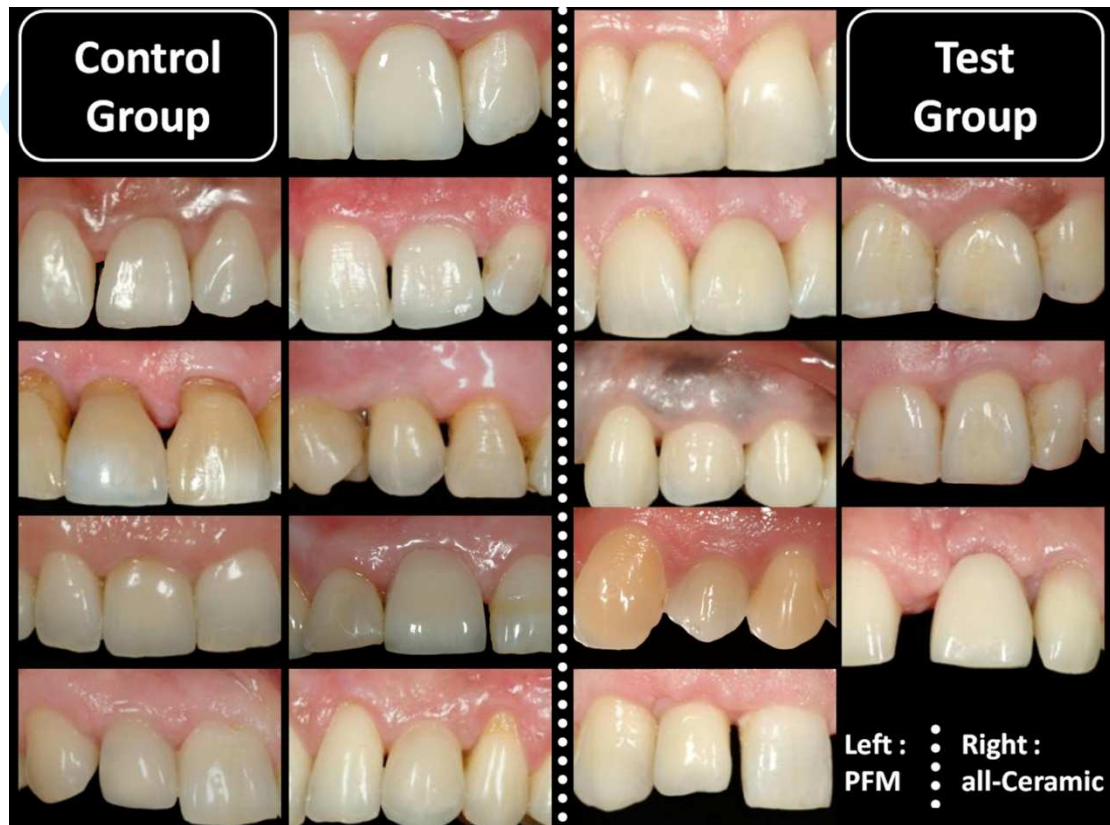 Control
Group
Test
Group
Left :
PFM
Right :
all-Ceramic